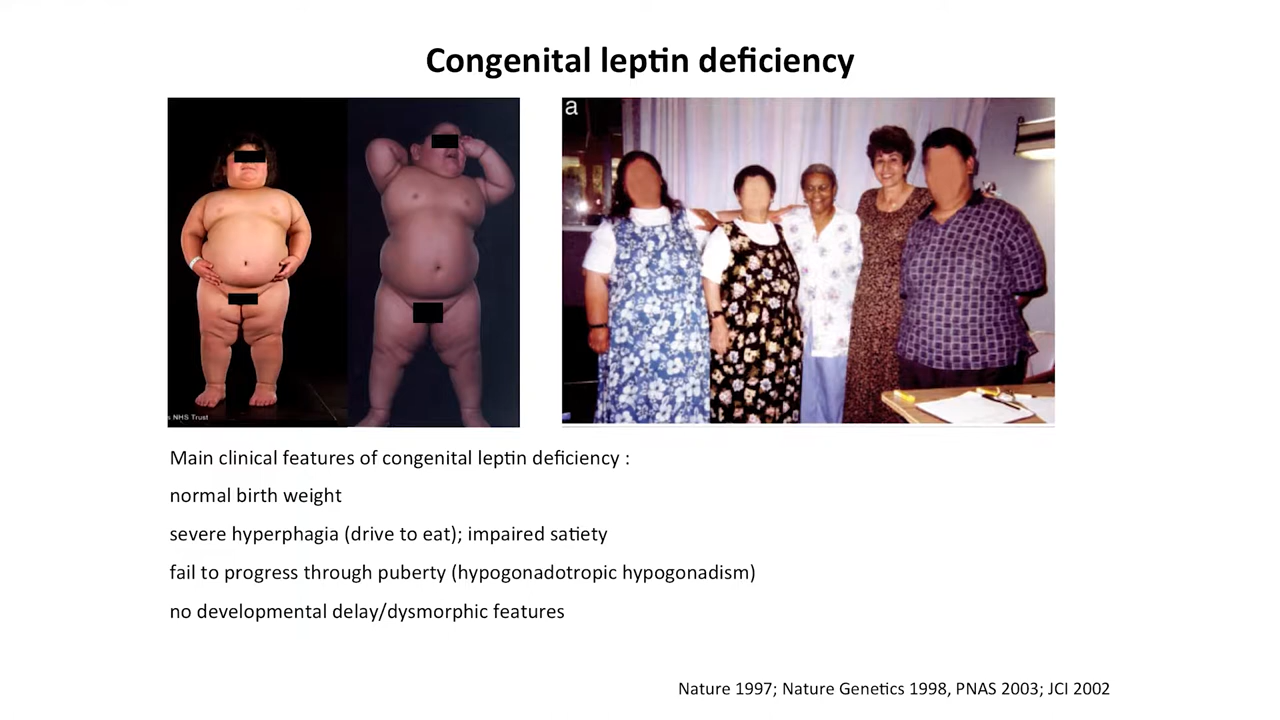 Congenital leptin deficiency
a
s NHS Trust
Main clinical features of congenital leptin deficiency :
normal birth weight
severe hyperphagia (drive to eat); impaired satiety
fail to progress through puberty (hypogonadotropic hypogonadism)
no developmental delay/dysmorphic features
Nature 1997; Nature Genetics 1998, PNAS 2003; JCI 2002